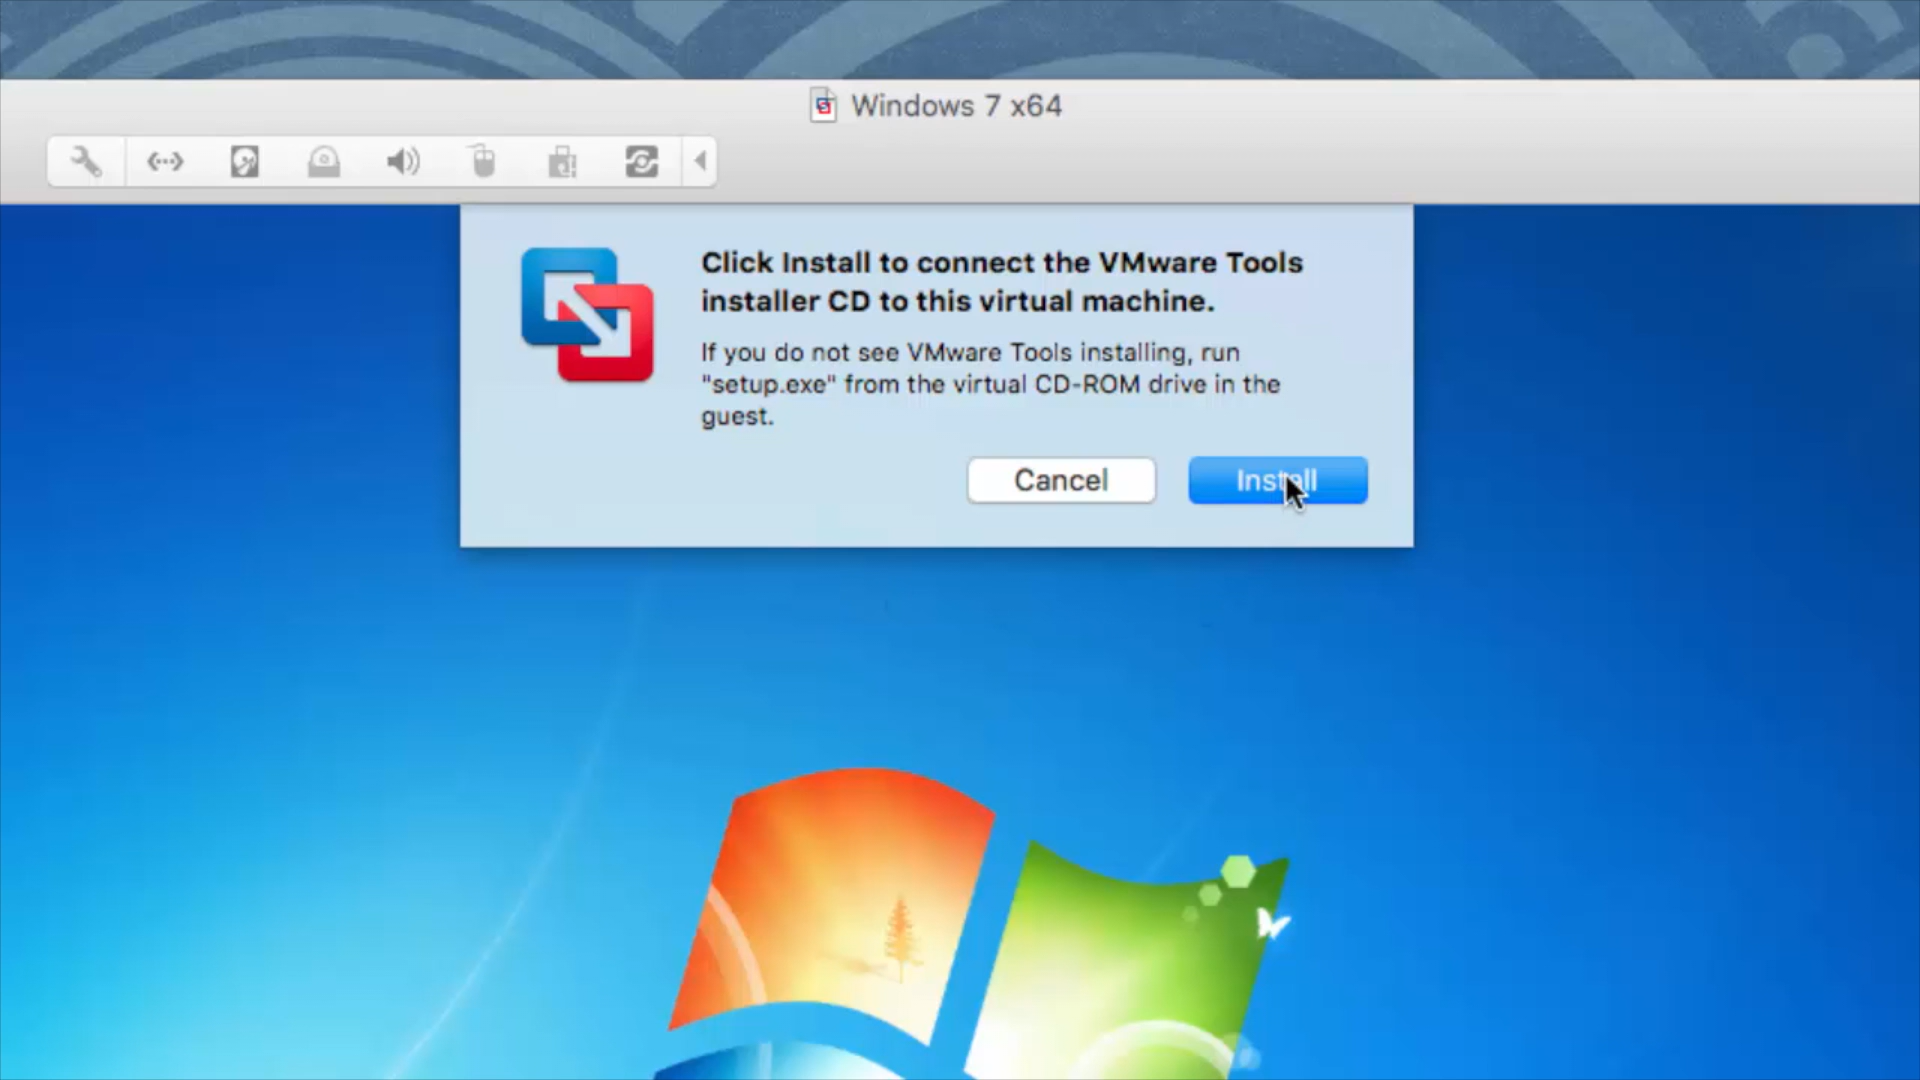 Windows 7 x64
Click Install to connect the VMware Tools
installer CD to this virtual machine.
If you do not see VMware Tools installing, run
"setup.exe" from the virtual CD-ROM drive in the
guest.
Cancel
Install